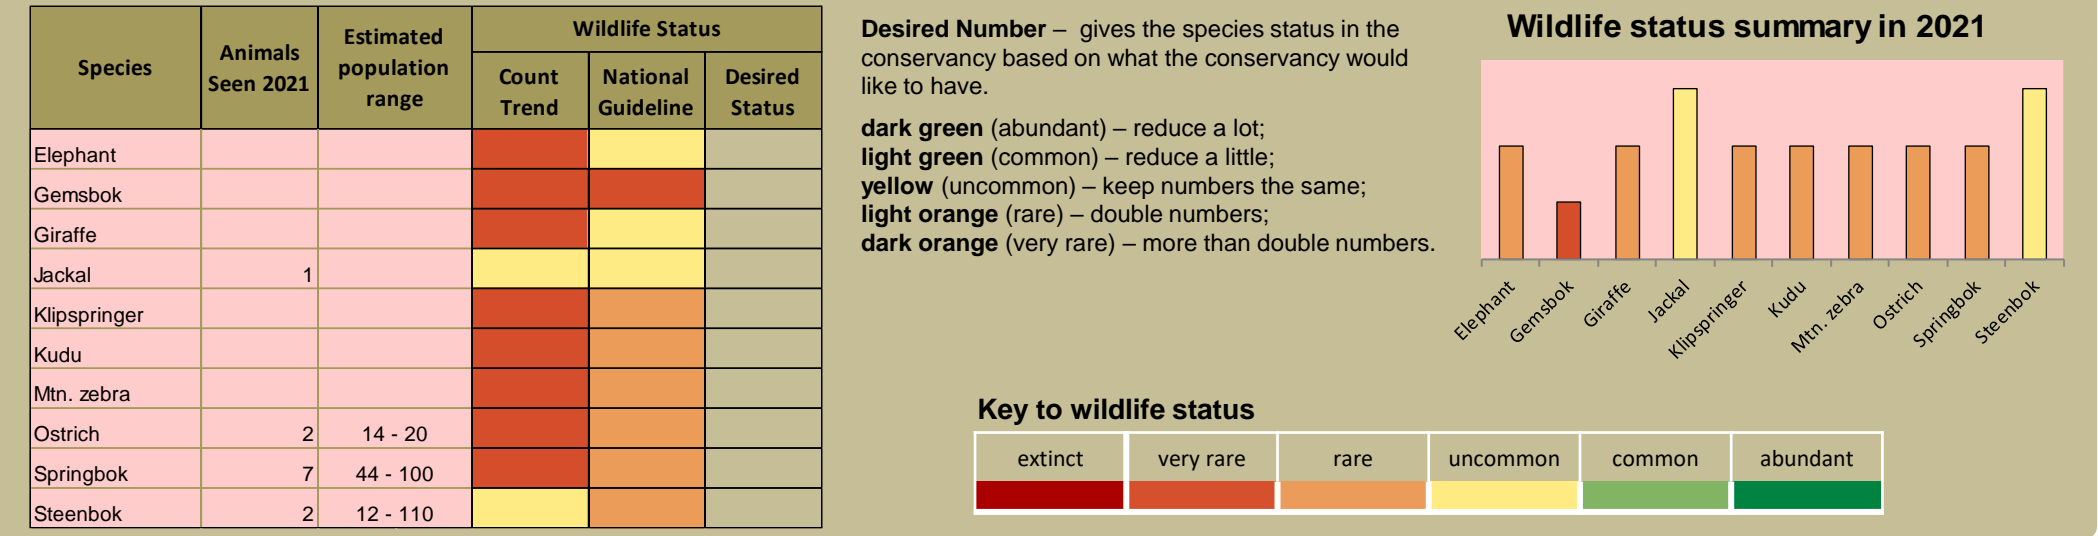 Species
Animals
Seen 2021
Estimated
population
range
Wildlife Status
Count
Trend
National
Guideline
Desired
Status
Elephant
Gemsbok
Giraffe
Jackal 1
Klipspringer
Kudu
Mtn. zebra
Ostrich 2 14 - 20
Springbok 7 44 - 100
Steenbok 2 12 - 110
Desired Number – gives the species status in the
conservancy based on what the conservancy would
like to have.
dark green (abundant) – reduce a lot;
light green (common) – reduce a little;
yellow (uncommon) – keep numbers the same;
light orange (rare) – double numbers;
dark orange (very rare) – more than double numbers.
Wildlife status summary in 2021
Elephant
Gemsbok
Giraffe
Jackal
Klipspringer
Kudu
Mtn. zebra
Ostrich
Springbok
Steenbok
Key to wildlife status
extinct very rare rare uncommon common abundant